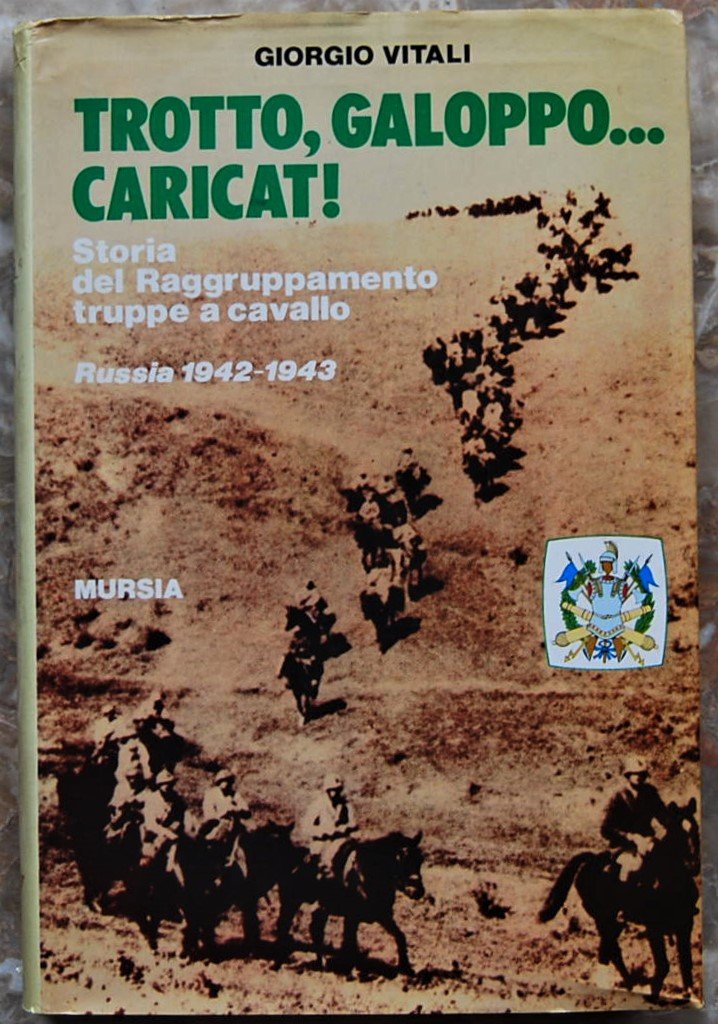 GIORGIO VITALI
TROTTO, GALOPPO...
CARICAT!
Storia
del Raggruppamento
truppe a cavallo
Russia 1942-1943
MURSIA